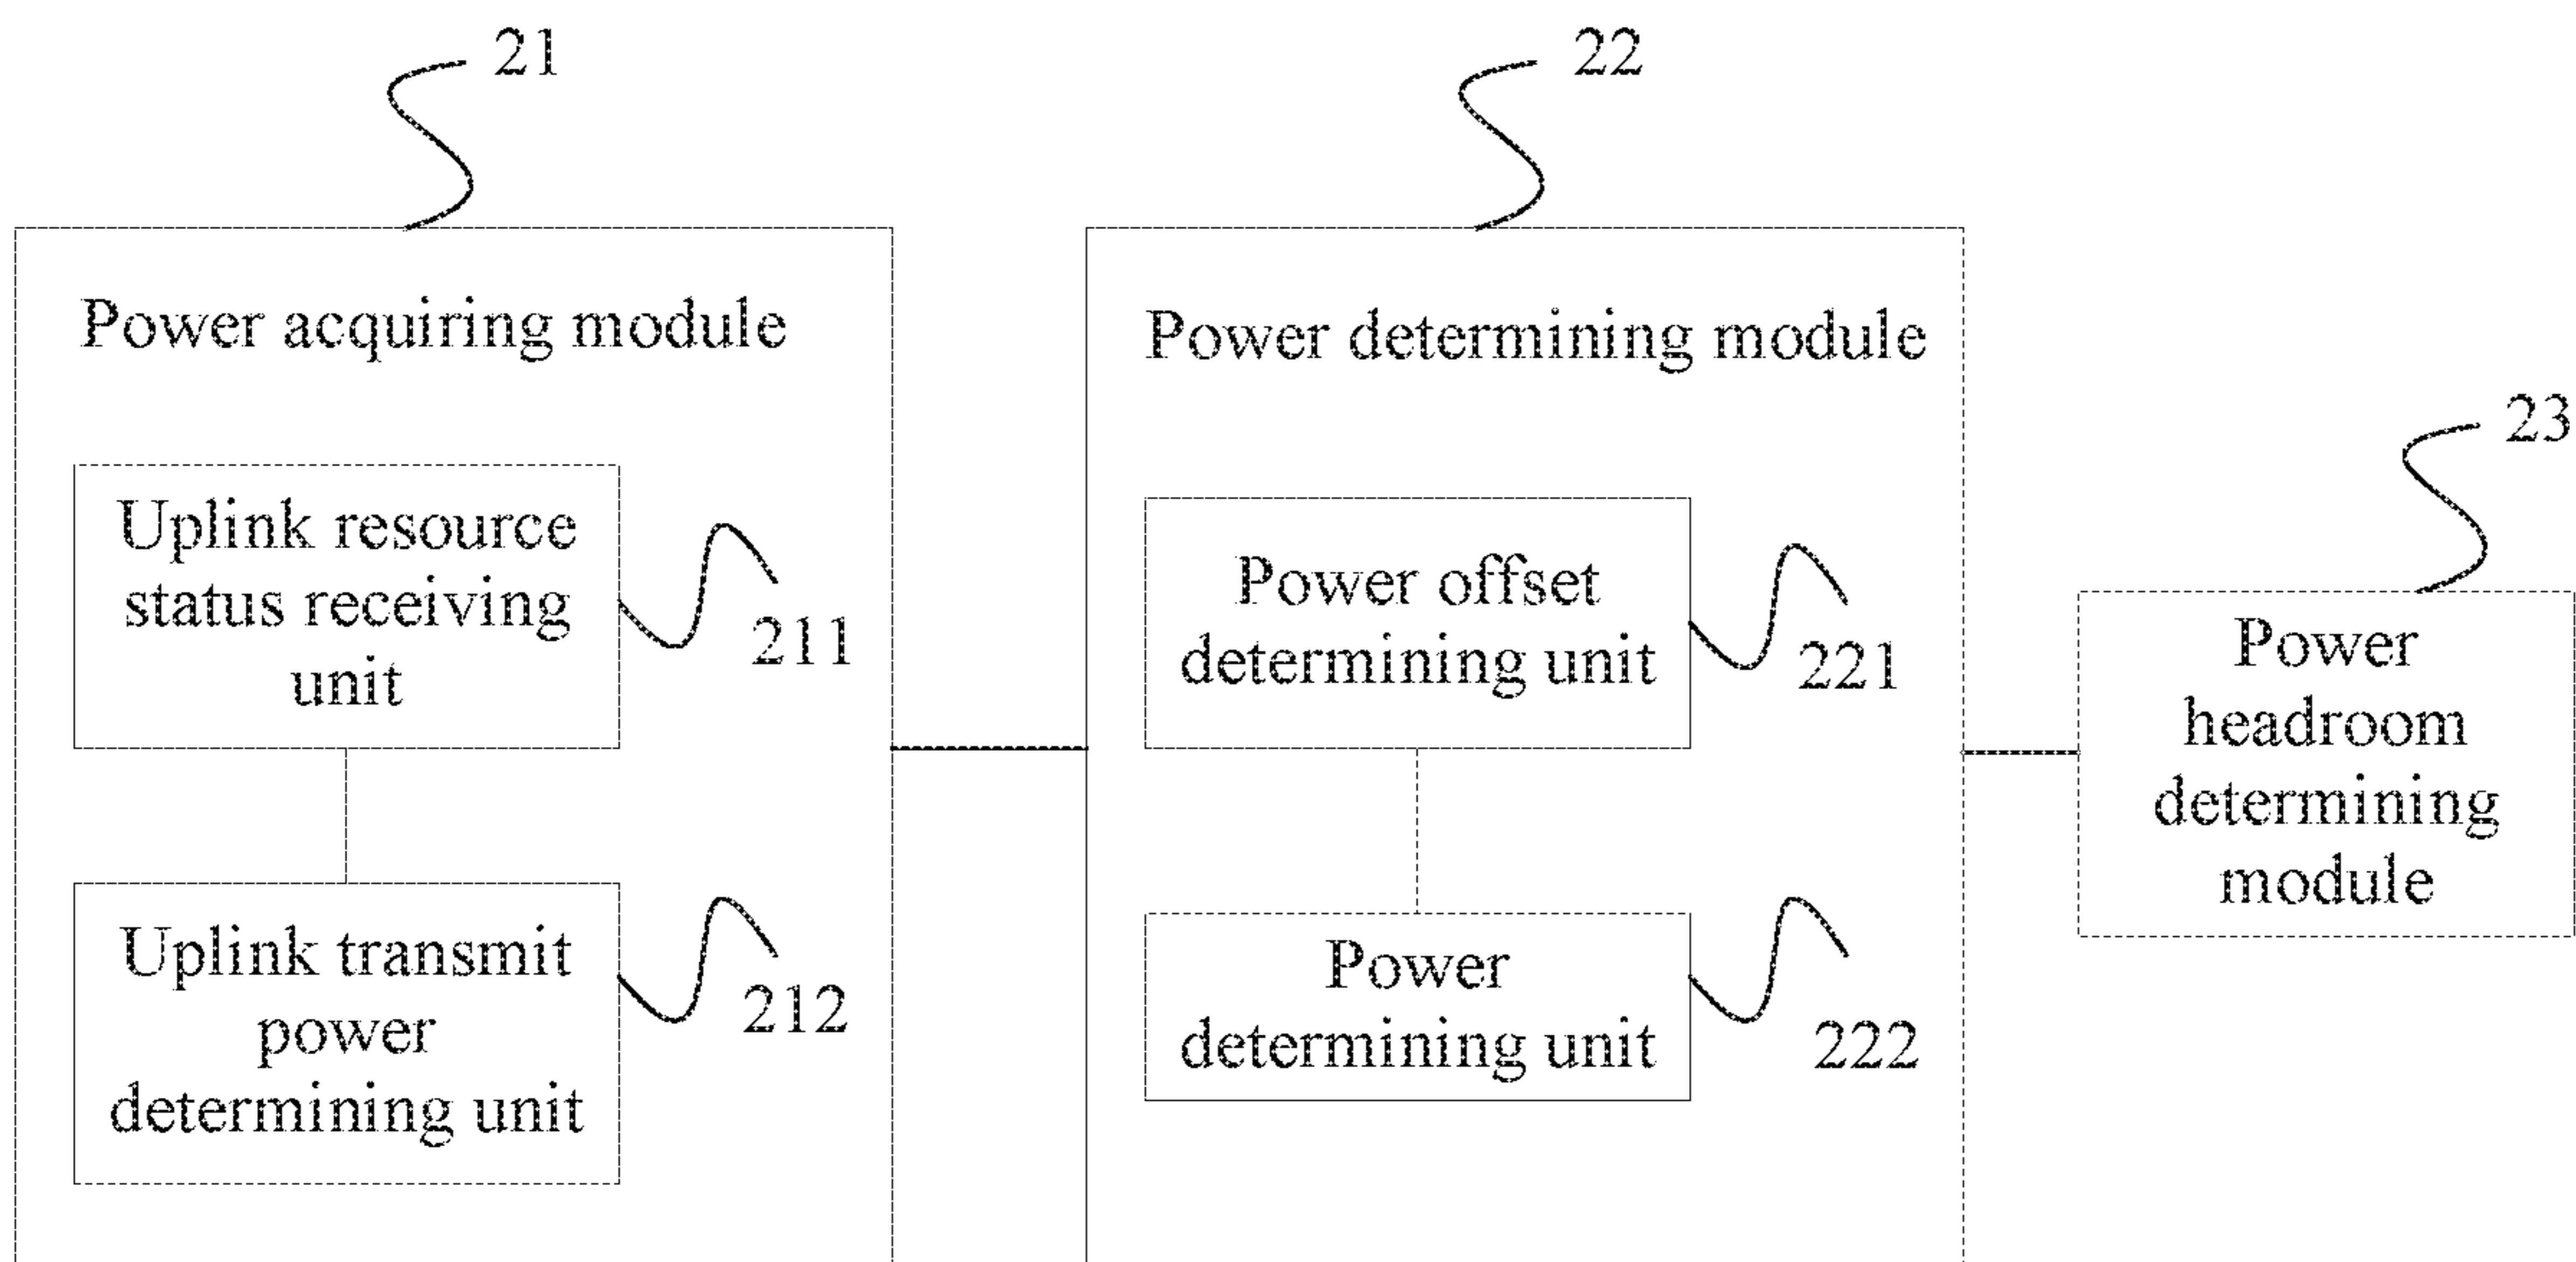 21
22
Power acquiring module
Power determining module
23
Uplink resource
status receiving
unit
211
Power offset
determining unit
221
Power
headroom
determining
module
Uplink transmit
power
determining unit
212
Power
determining unit
222